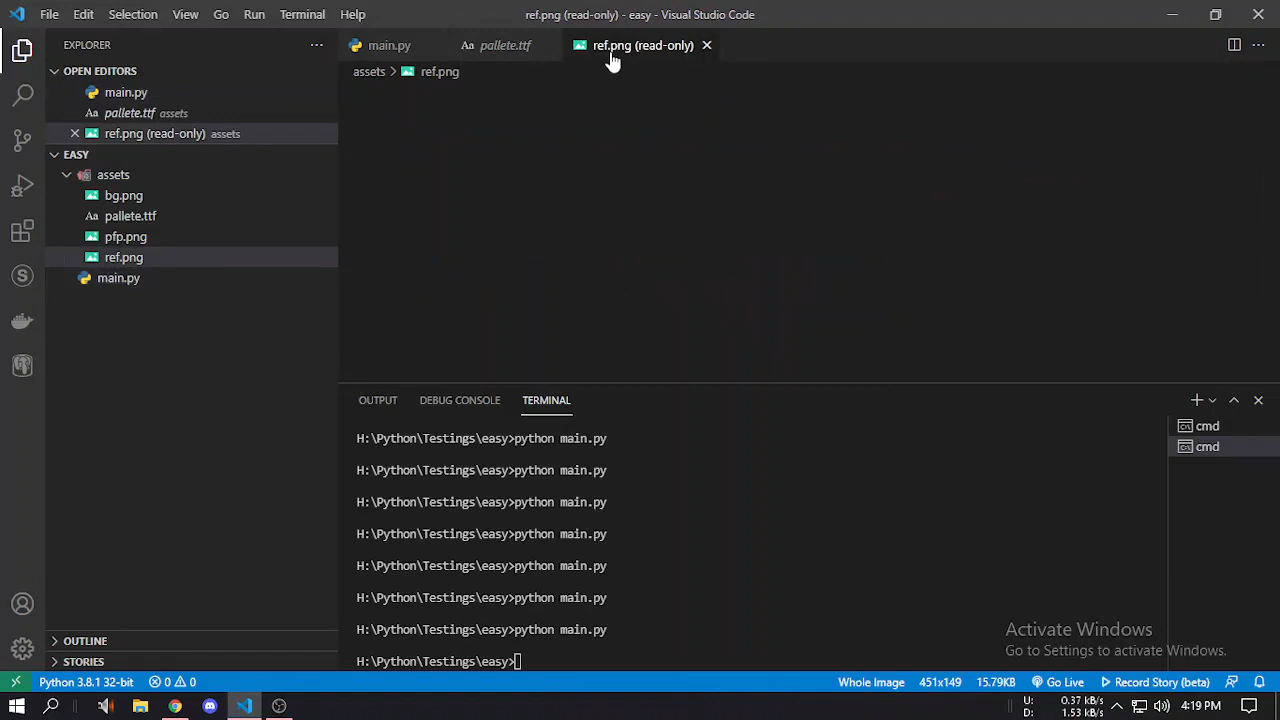 File Edit Selection View Go Run Terminal Help ref.png (read-only) - easy - Visual Studio Code
EXPLORER
main.py
Aa pallete.ttf
ref.png (read-only)
OPEN EDITORS
assets > ref.png
main.py
Aa pallete.ttf assets
ref.png (read-only) assets
EASY
assets
bg.png
Aa pallete.ttf
pfp.png
ref.png
main.py
OUTPUT DEBUG CONSOLE TERMINAL
cmd
cmd
H:\Python\Testings\easy>python main.py
H:\Python\Testings\easy>python main.py
H:\Python\Testings\easy>python main.py
H:\Python\Testings\easy>python main.py
H:\Python\Testings\easy>python main.py
H:\Python\Testings\easy>python main.py
H:\Python\Testings\easy>python main.py
H:\Python\Testings\easy>
Activate Windows
Go to Settings to activate Windows.
OUTLINE
STORIES
Python 3.8.1 32-bit 0 0 Whole Image 451x149 15.79KB Go Live Record Story (beta)
U: 0.37 kB/s
D: 1.53 kB/s
4:19 PM